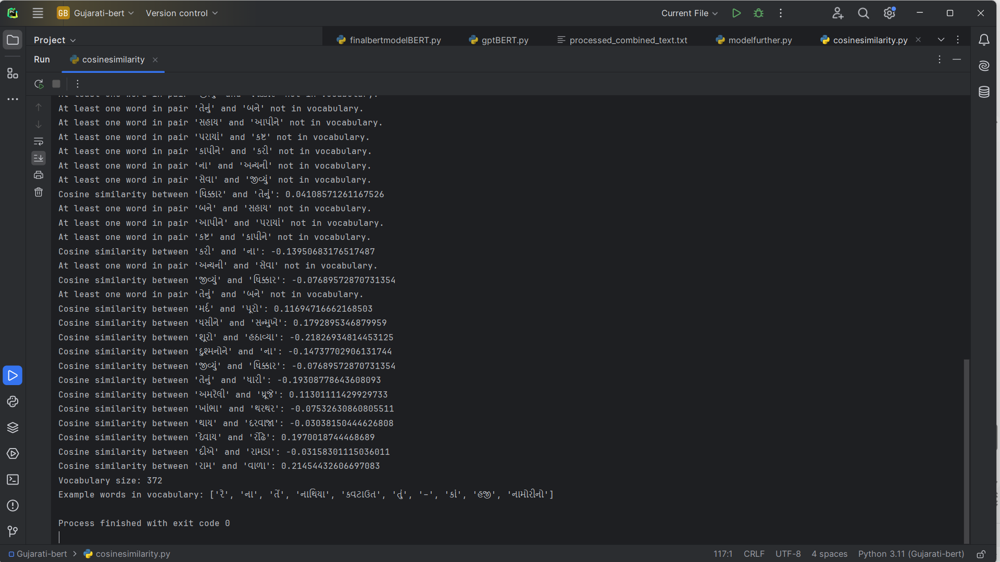 GB Gujarati-bert Version control Current File
Project finalbertmodelBERT.py gptBERT.py processed_combined_text.txt modelfurther.py cosinesimilarity.py
Run cosinesimilarity
At least one word in pair 'તેનું' and 'બને' not in vocabulary.
At least one word in pair 'સહાય' and 'આપીને' not in vocabulary.
At least one word in pair 'પરાયાં' and 'કષ્ટ' not in vocabulary.
At least one word in pair 'કાપીને' and 'કરી' not in vocabulary.
At least one word in pair 'ના' and 'અન્યની' not in vocabulary.
At least one word in pair 'સેવા' and 'જીવ્યું' not in vocabulary.
Cosine similarity between 'ધિક્કાર' and 'તેનું': 0.04108571261167526
At least one word in pair 'બને' and 'સહાય' not in vocabulary.
At least one word in pair 'આપીને' and 'પરાયાં' not in vocabulary.
At least one word in pair 'કષ્ટ' and 'કાપીને' not in vocabulary.
Cosine similarity between 'કરી' and 'ના': -0.13950683176517487
At least one word in pair 'અન્યની' and 'સેવા' not in vocabulary.
Cosine similarity between 'જીવ્યું' and 'ધિક્કાર': -0.07689572870731354
At least one word in pair 'તેનું' and 'બને' not in vocabulary.
Cosine similarity between 'મર્દ' and 'પૂરો': 0.11694716662168503
Cosine similarity between 'ધસીને' and 'સન્મુખે': 0.1792895346879959
Cosine similarity between 'શૂરો' and 'હઠાવ્યા': -0.21826934814453125
Cosine similarity between 'દુશ્મનોને' and 'ના': -0.14737702906131744
Cosine similarity between 'જીવ્યું' and 'ધિક્કાર': -0.07689572870731354
Cosine similarity between 'તેનું' and 'ધારી': -0.19308778643608093
Cosine similarity between 'અમરેલી' and 'ધ્રૂજે': 0.11301111429929733
Cosine similarity between 'ખાંભા' and 'થરથર': -0.07532630860805511
Cosine similarity between 'થાય' and 'દરવાજા': -0.03038150444626808
Cosine similarity between 'દેવાય' and 'રોંઢે': 0.1970018744468689
Cosine similarity between 'દીએ' and 'રામડા': -0.03158301115036011
Cosine similarity between 'રામ' and 'વાળા': 0.21454432606697083
Vocabulary size: 372
Example words in vocabulary: ['રે', 'ના', 'તેં', 'નાથિયા', 'કવટાઉત', 'તું', '-', 'કાં', 'હજી', 'નામોરીનો']
Process finished with exit code 0
Gujarati-bert cosinesimilarity.py 117:1 CRLF UTF-8 4 spaces Python 3.11 (Gujarati-bert)